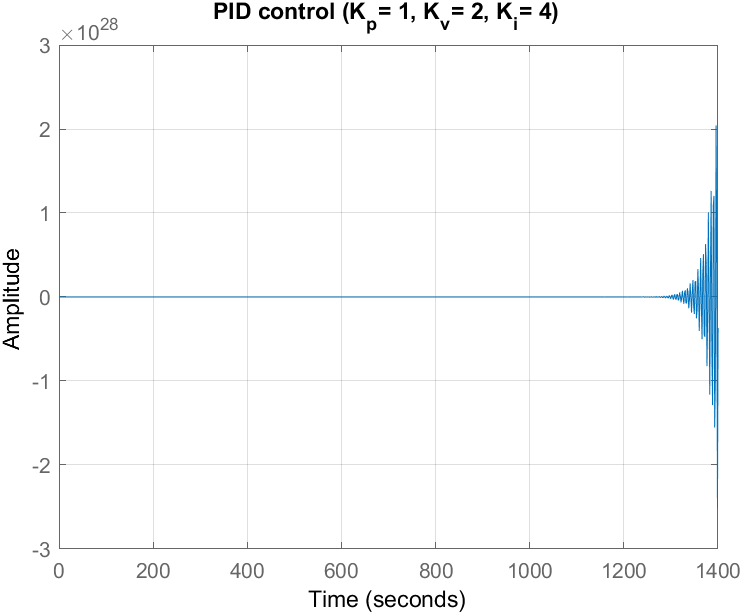 PID control (Kp= 1, Kv= 2, Ki= 4)
×10^28
3
2
1
0
-1
-2
-3
Amplitude
0 200 400 600 800 1000 1200 1400
Time (seconds)